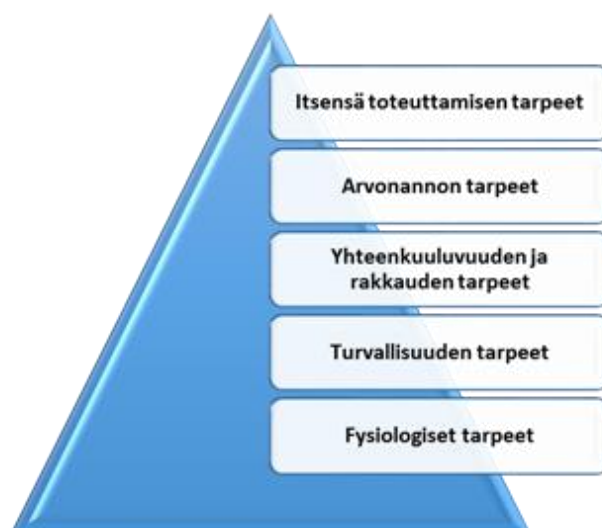 Itsensä toteuttamisen tarpeet
Arvonannon tarpeet
Yhteenkuuluvuuden ja
rakkauden tarpeet
Turvallisuuden tarpeet
Fysiologiset tarpeet